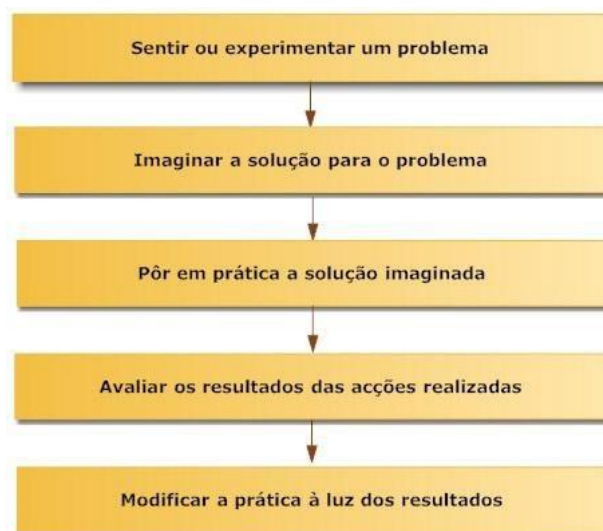 Sentir ou experimentar um problema
Imaginar a solução para o problema
Pôr em prática a solução imaginada
Avaliar os resultados das acções realizadas
Modificar a prática à luz dos resultados